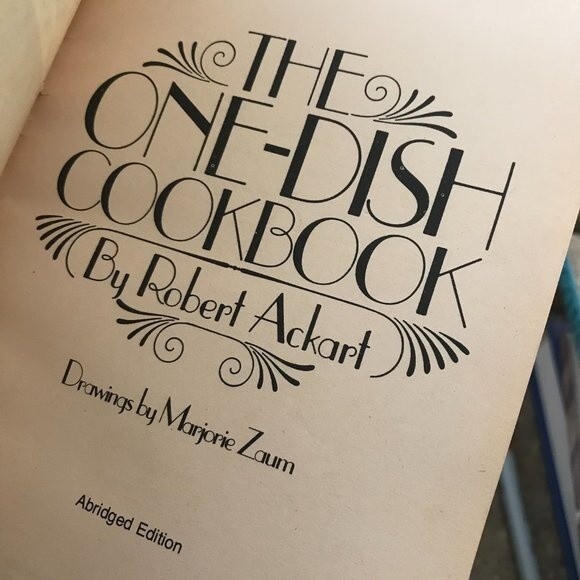 THE
ONE-DISH
COOKBOOK
By Robert Ackart
Drawings by Marjorie Zaum
Abridged Edition